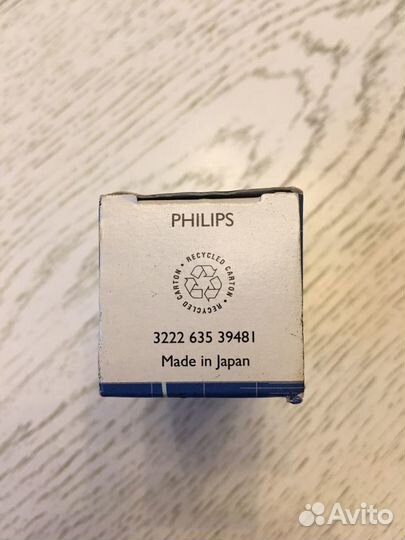 PHILIPS
RECYCLED CARTON • RECYCLED CARTON •
3222 635 39481
Made in Japan
Avito